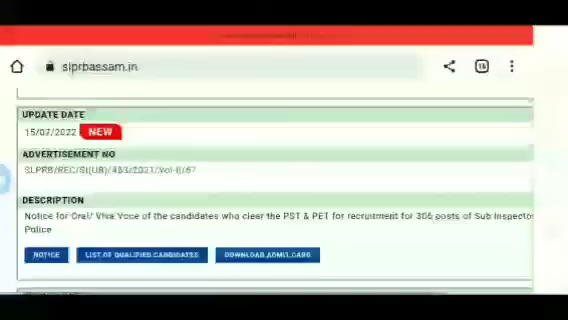 slprbassam.in
UPDATE DATE
15/07/2022 NEW
ADVERTISEMENT NO
DESCRIPTION
Notice for Oral/ Viva Voce of the candidates who clear the PST & PET for recruitment for 306 posts of Sub Inspector
Police
NOTICE LIST OF QUALIFIED CANDIDATES DOWNLOAD ADMIT CARD